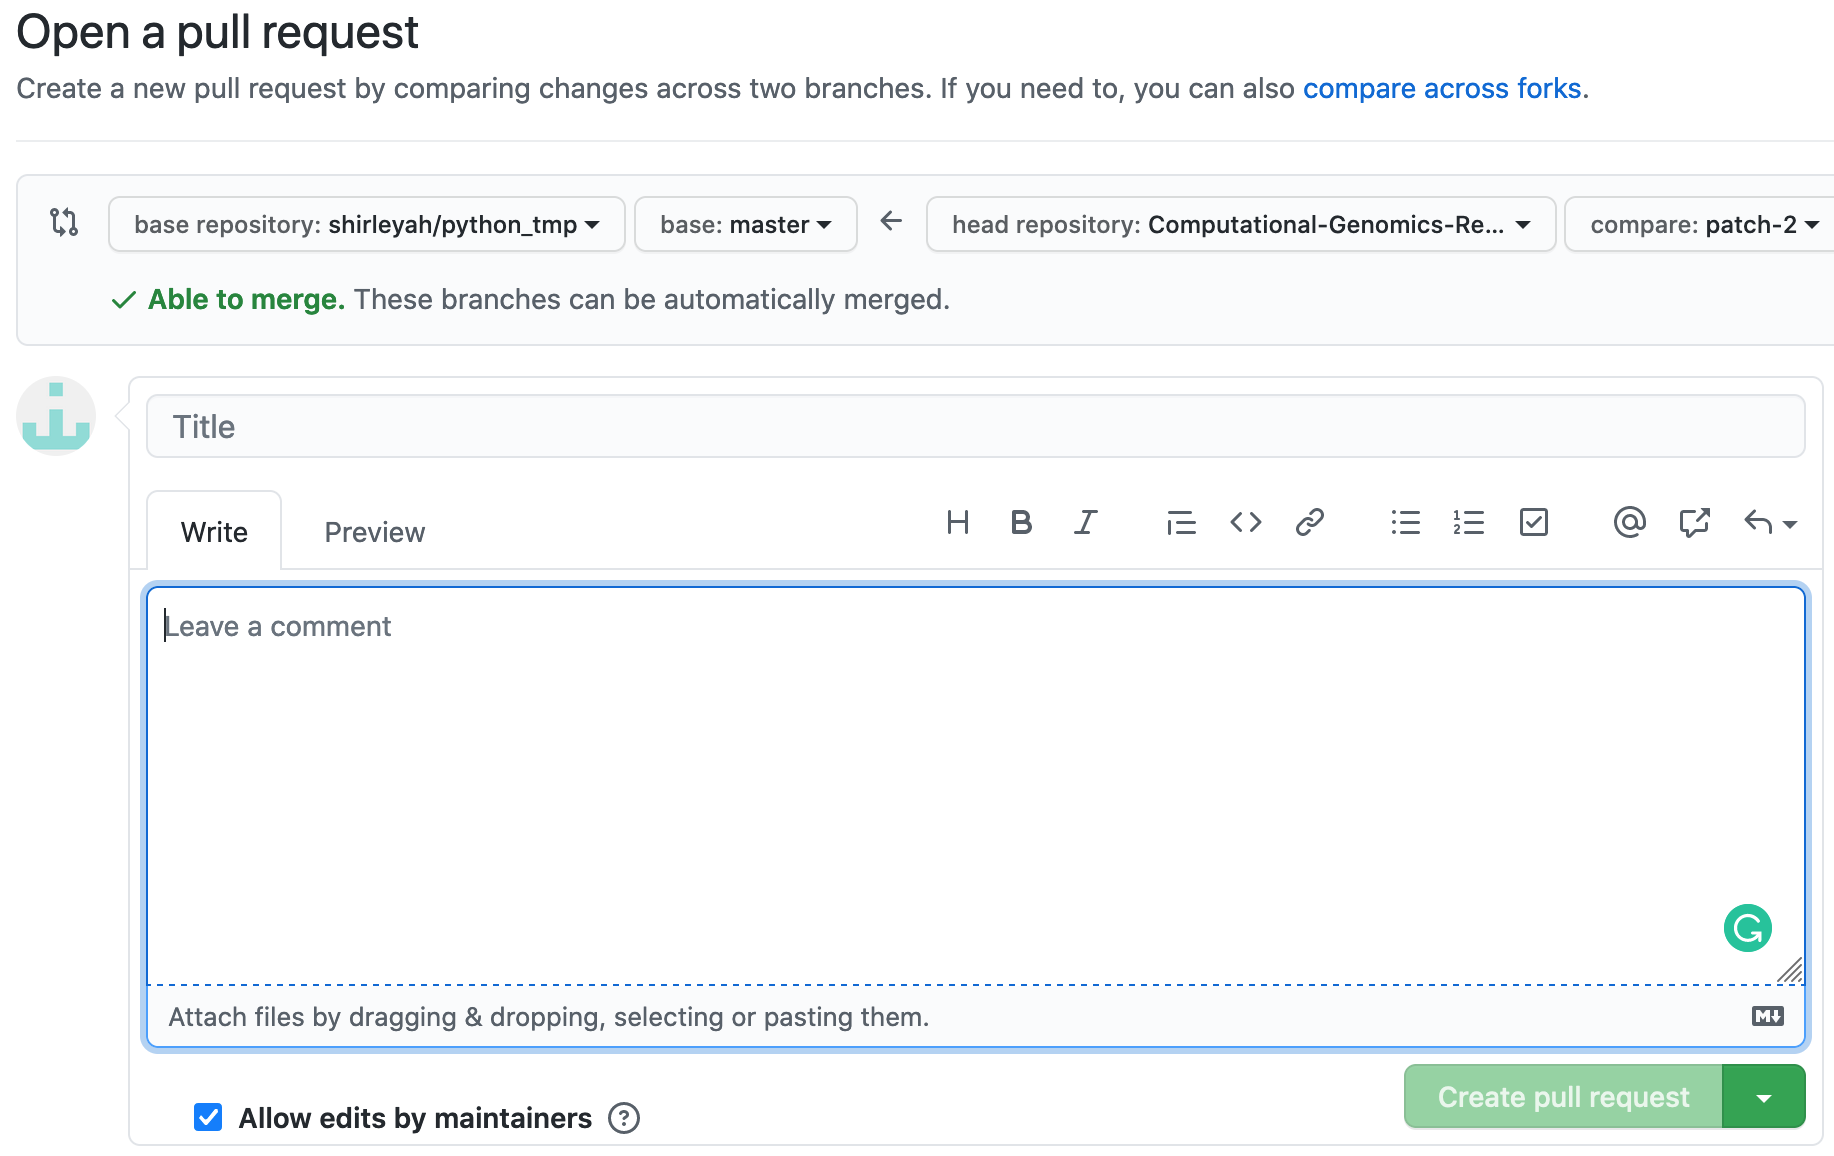 Open a pull request
Create a new pull request by comparing changes across two branches. If you need to, you can also compare across forks.
base repository: shirleyah/python_tmp base: master head repository: Computational-Genomics-Re... compare: patch-2
Able to merge. These branches can be automatically merged.
Title
Write Preview
Leave a comment
Attach files by dragging & dropping, selecting or pasting them.
Allow edits by maintainers
Create pull request